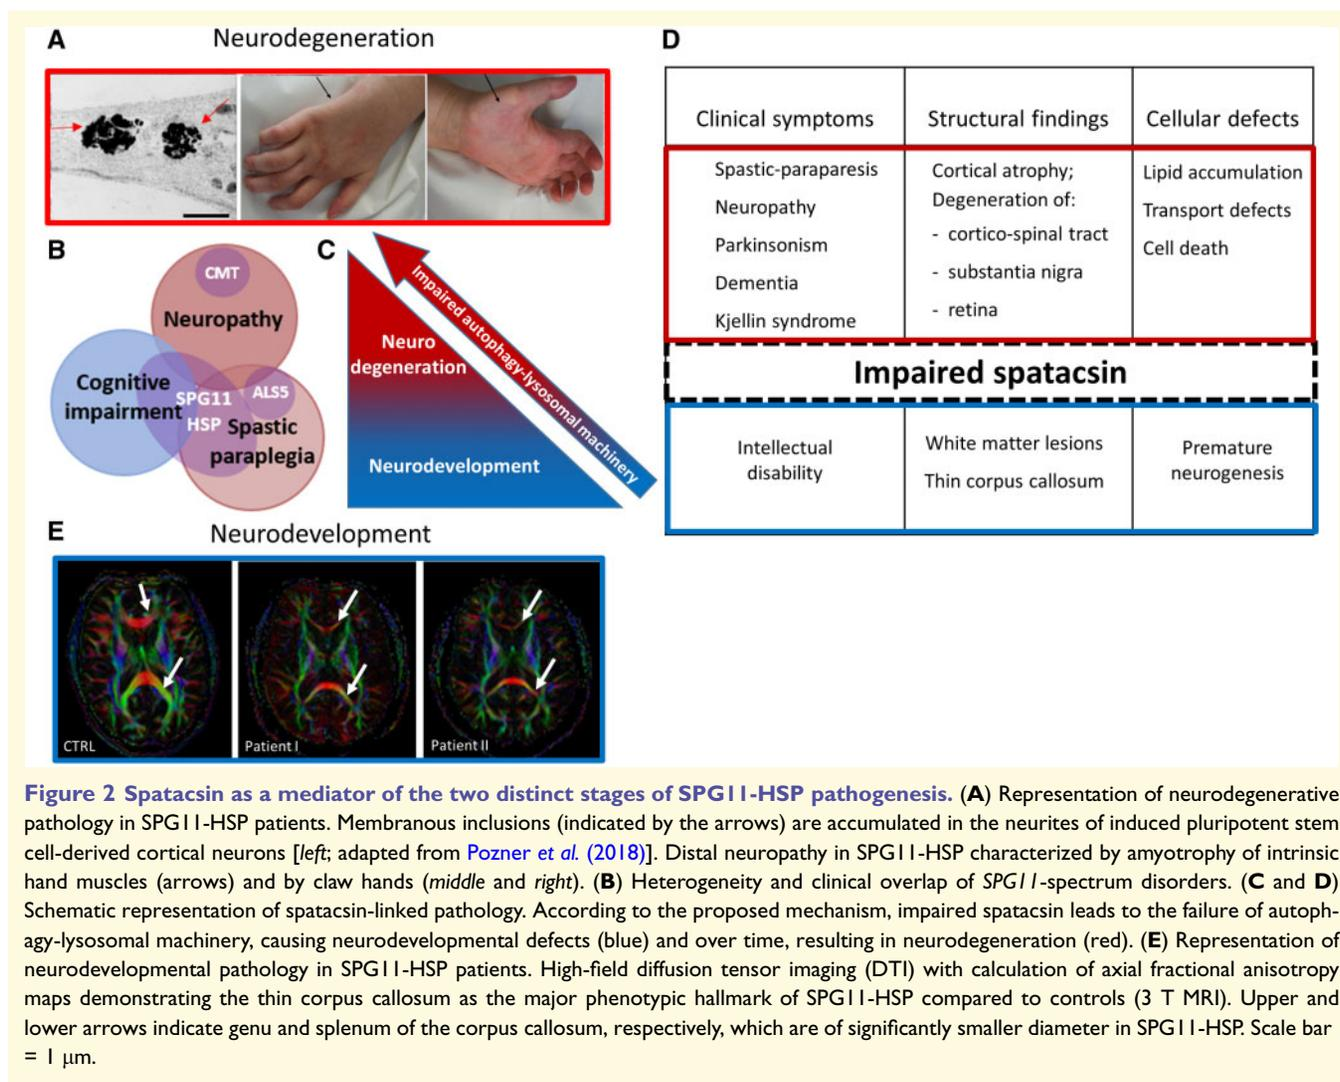 A
Neurodegeneration
B
CMT
Neuropathy
Cognitive
impairment
SPG11
HSP
ALS5
Spastic
paraplegia
C
Impaired autophagy-lysosomal machinery
Neuro
degeneration
Neurodevelopment
D
Clinical symptoms
Structural findings
Cellular defects
Spastic-paraparesis
Neuropathy
Parkinsonism
Dementia
Kjellin syndrome
Cortical atrophy;
Degeneration of:
- cortico-spinal tract
- substantia nigra
- retina
Lipid accumulation
Transport defects
Cell death
Impaired spatacsin
Intellectual
disability
White matter lesions
Thin corpus callosum
Premature
neurogenesis
E
Neurodevelopment
CTRL
Patient I
Patient II
Figure 2 Spatacsin as a mediator of the two distinct stages of SPG11-HSP pathogenesis. (A) Representation of neurodegenerative
pathology in SPG11-HSP patients. Membranous inclusions (indicated by the arrows) are accumulated in the neurites of induced pluripotent stem
cell-derived cortical neurons [left; adapted from Pozner et al. (2018)]. Distal neuropathy in SPG11-HSP characterized by amyotrophy of intrinsic
hand muscles (arrows) and by claw hands (middle and right). (B) Heterogeneity and clinical overlap of SPG11-spectrum disorders. (C and D)
Schematic representation of spatacsin-linked pathology. According to the proposed mechanism, impaired spatacsin leads to the failure of autoph-
agy-lysosomal machinery, causing neurodevelopmental defects (blue) and over time, resulting in neurodegeneration (red). (E) Representation of
neurodevelopmental pathology in SPG11-HSP patients. High-field diffusion tensor imaging (DTI) with calculation of axial fractional anisotropy
maps demonstrating the thin corpus callosum as the major phenotypic hallmark of SPG11-HSP compared to controls (3 T MRI). Upper and
lower arrows indicate genu and splenum of the corpus callosum, respectively, which are of significantly smaller diameter in SPG11-HSP. Scale bar
= 1 μm.